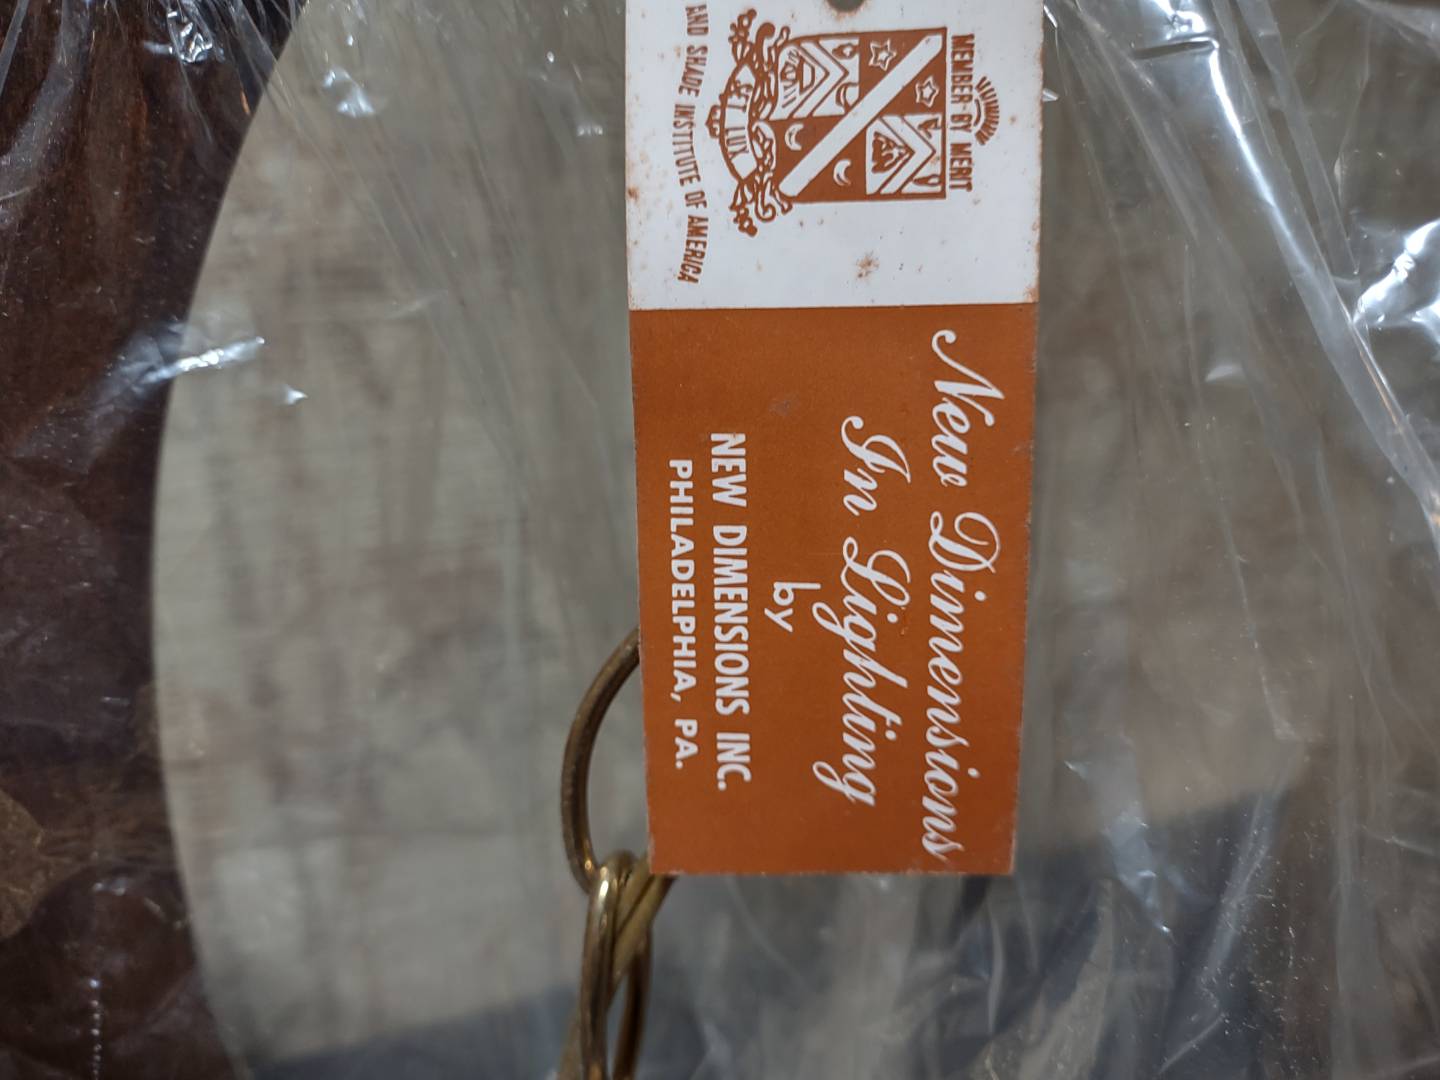 MEMBER-BY MERIT
ET LUX
AND SHADE INSTITUTE OF AMERICA
New Dimensions
In Lighting
by
NEW DIMENSIONS INC.
PHILADELPHIA, PA.